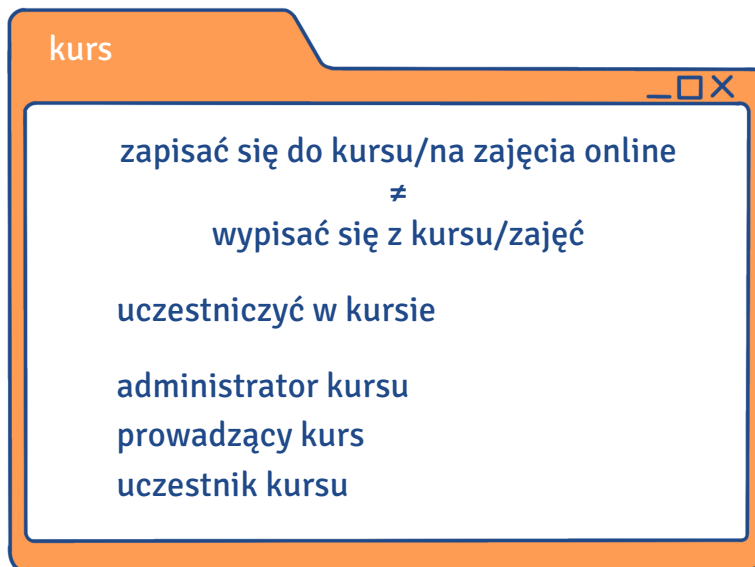 kurs
zapisać się do kursu/na zajęcia online
≠
wypisać się z kursu/zajęć
uczestniczyć w kursie
administrator kursu
prowadzący kurs
uczestnik kursu